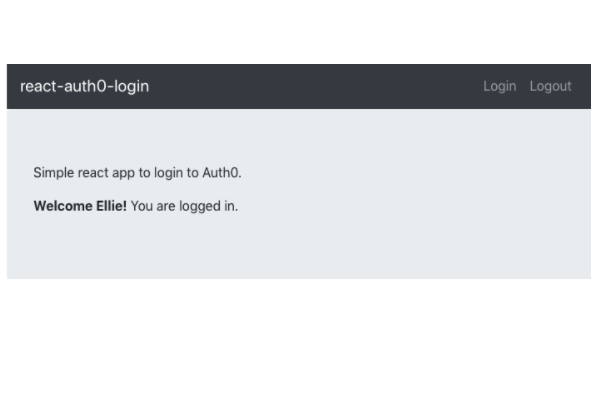 react-auth0-login Login Logout
Simple react app to login to Auth0.
Welcome Ellie! You are logged in.